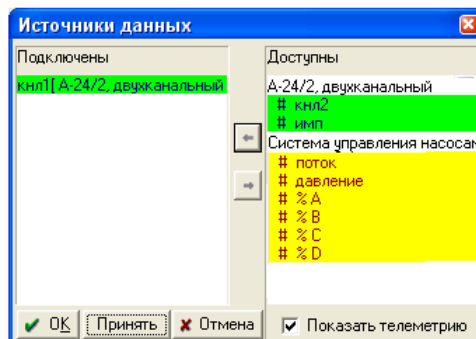 Источники данных
Подключены
кнл1[ А-24/2, двухканальный
Доступны
А-24/2, двухканальный
# кнл2
# имп
Система управления насосам
# поток
# давление
# % A
# % B
# % C
# % D
OK
Принять
Отмена
Показать телеметрию